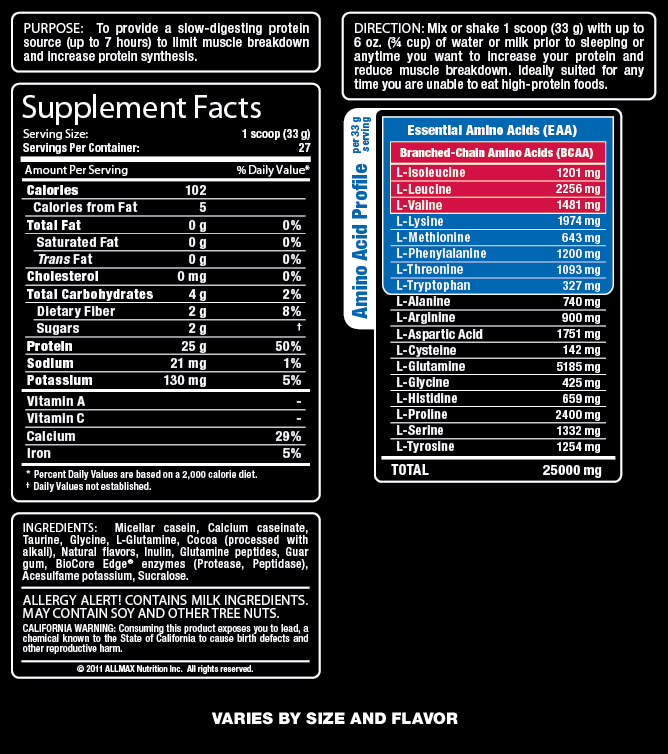 PURPOSE: To provide a slow-digesting protein
source (up to 7 hours) to limit muscle breakdown
and increase protein synthesis.
Supplement Facts
Serving Size: 1 scoop (33 g)
Servings Per Container: 27
Amount Per Serving % Daily Value*
Calories 102
Calories from Fat 5
Total Fat 0 g 0%
Saturated Fat 0 g 0%
Trans Fat 0 g 0%
Cholesterol 0 mg 0%
Total Carbohydrates 4 g 2%
Dietary Fiber 2 g 8%
Sugars 2 g †
Protein 25 g 50%
Sodium 21 mg 1%
Potassium 130 mg 5%
Vitamin A -
Vitamin C -
Calcium 29%
Iron 5%
* Percent Daily Values are based on a 2,000 calorie diet.
† Daily Values not established.
INGREDIENTS: Micellar casein, Calcium caseinate,
Taurine, Glycine, L-Glutamine, Cocoa (processed with
alkali), Natural flavors, Inulin, Glutamine peptides, Guar
gum, BioCore Edge® enzymes (Protease, Peptidase),
Acesulfame potassium, Sucralose.
ALLERGY ALERT! CONTAINS MILK INGREDIENTS.
MAY CONTAIN SOY AND OTHER TREE NUTS.
CALIFORNIA WARNING: Consuming this product exposes you to lead, a
chemical known to the State of California to cause birth defects and
other reproductive harm.
© 2011 ALLMAX Nutrition Inc. All rights reserved.
DIRECTION: Mix or shake 1 scoop (33 g) with up to
6 oz. (¾ cup) of water or milk prior to sleeping or
anytime you want to increase your protein and
reduce muscle breakdown. Ideally suited for any
time you are unable to eat high-protein foods.
Amino Acid Profile per 33 g
serving
Essential Amino Acids (EAA)
Branched-Chain Amino Acids (BCAA)
L-Isoleucine 1201 mg
L-Leucine 2256 mg
L-Valine 1481 mg
L-Lysine 1974 mg
L-Methionine 643 mg
L-Phenylalanine 1200 mg
L-Threonine 1093 mg
L-Tryptophan 327 mg
L-Alanine 740 mg
L-Arginine 900 mg
L-Aspartic Acid 1751 mg
L-Cysteine 142 mg
L-Glutamine 5185 mg
L-Glycine 425 mg
L-Histidine 659 mg
L-Proline 2400 mg
L-Serine 1332 mg
L-Tyrosine 1254 mg
TOTAL 25000 mg
VARIES BY SIZE AND FLAVOR